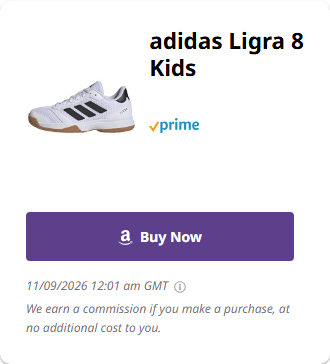 adidas Ligra 8
Kids
prime
Buy Now
11/09/2026 12:01 am GMT
We earn a commission if you make a purchase, at
no additional cost to you.